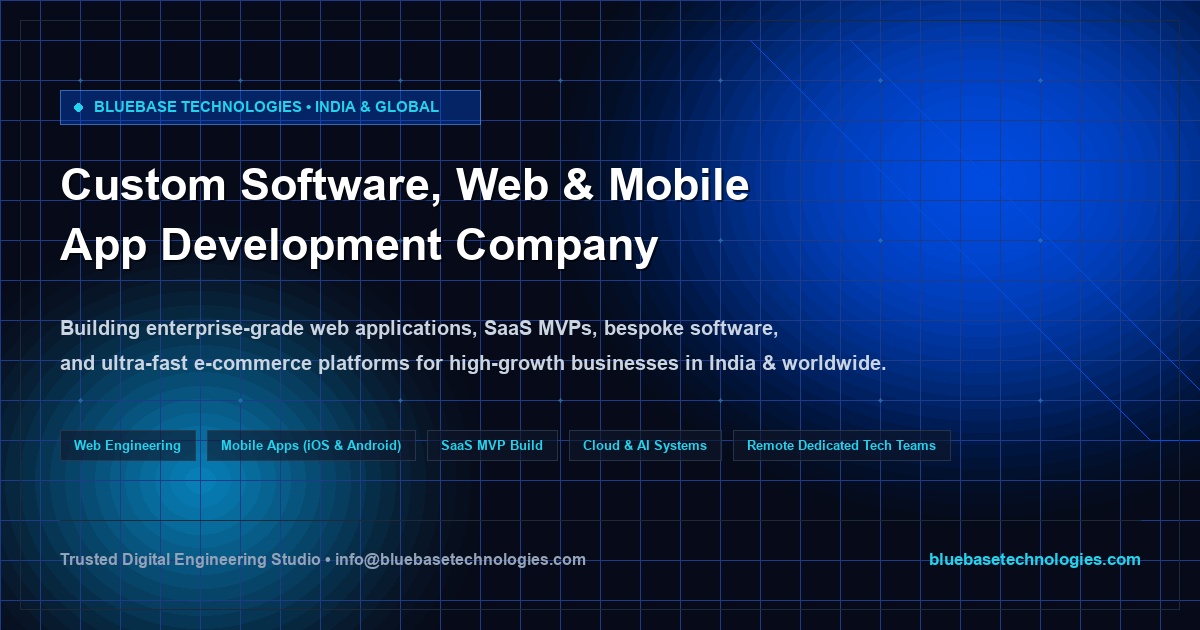 BLUEBASE TECHNOLOGIES • INDIA & GLOBAL
Custom Software, Web & Mobile
App Development Company
Building enterprise-grade web applications, SaaS MVPs, bespoke software,
and ultra-fast e-commerce platforms for high-growth businesses in India & worldwide.
Web Engineering
Mobile Apps (iOS & Android)
SaaS MVP Build
Cloud & AI Systems
Remote Dedicated Tech Teams
Trusted Digital Engineering Studio • info@bluebasetechnologies.com
bluebasetechnologies.com